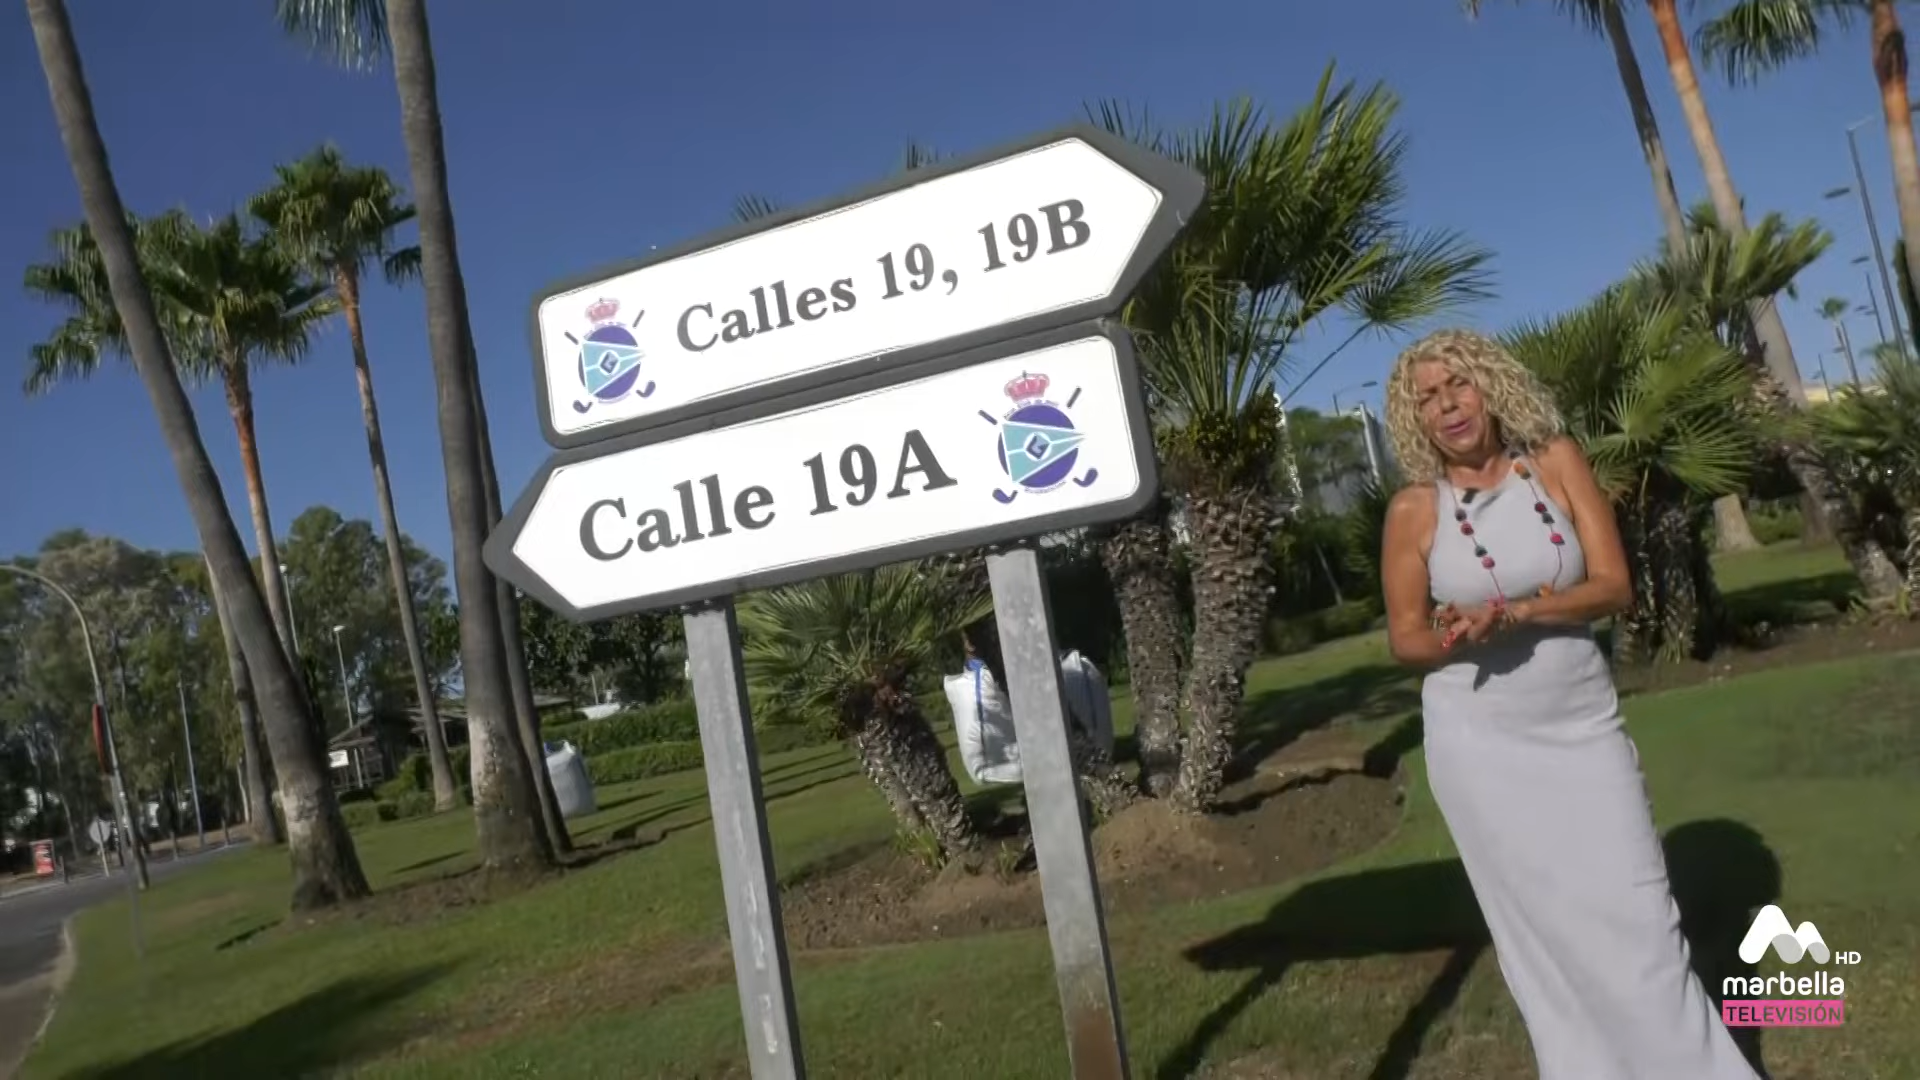 Calles 19, 19B
Calle 19A
HD
marbella
TELEVISIÓN